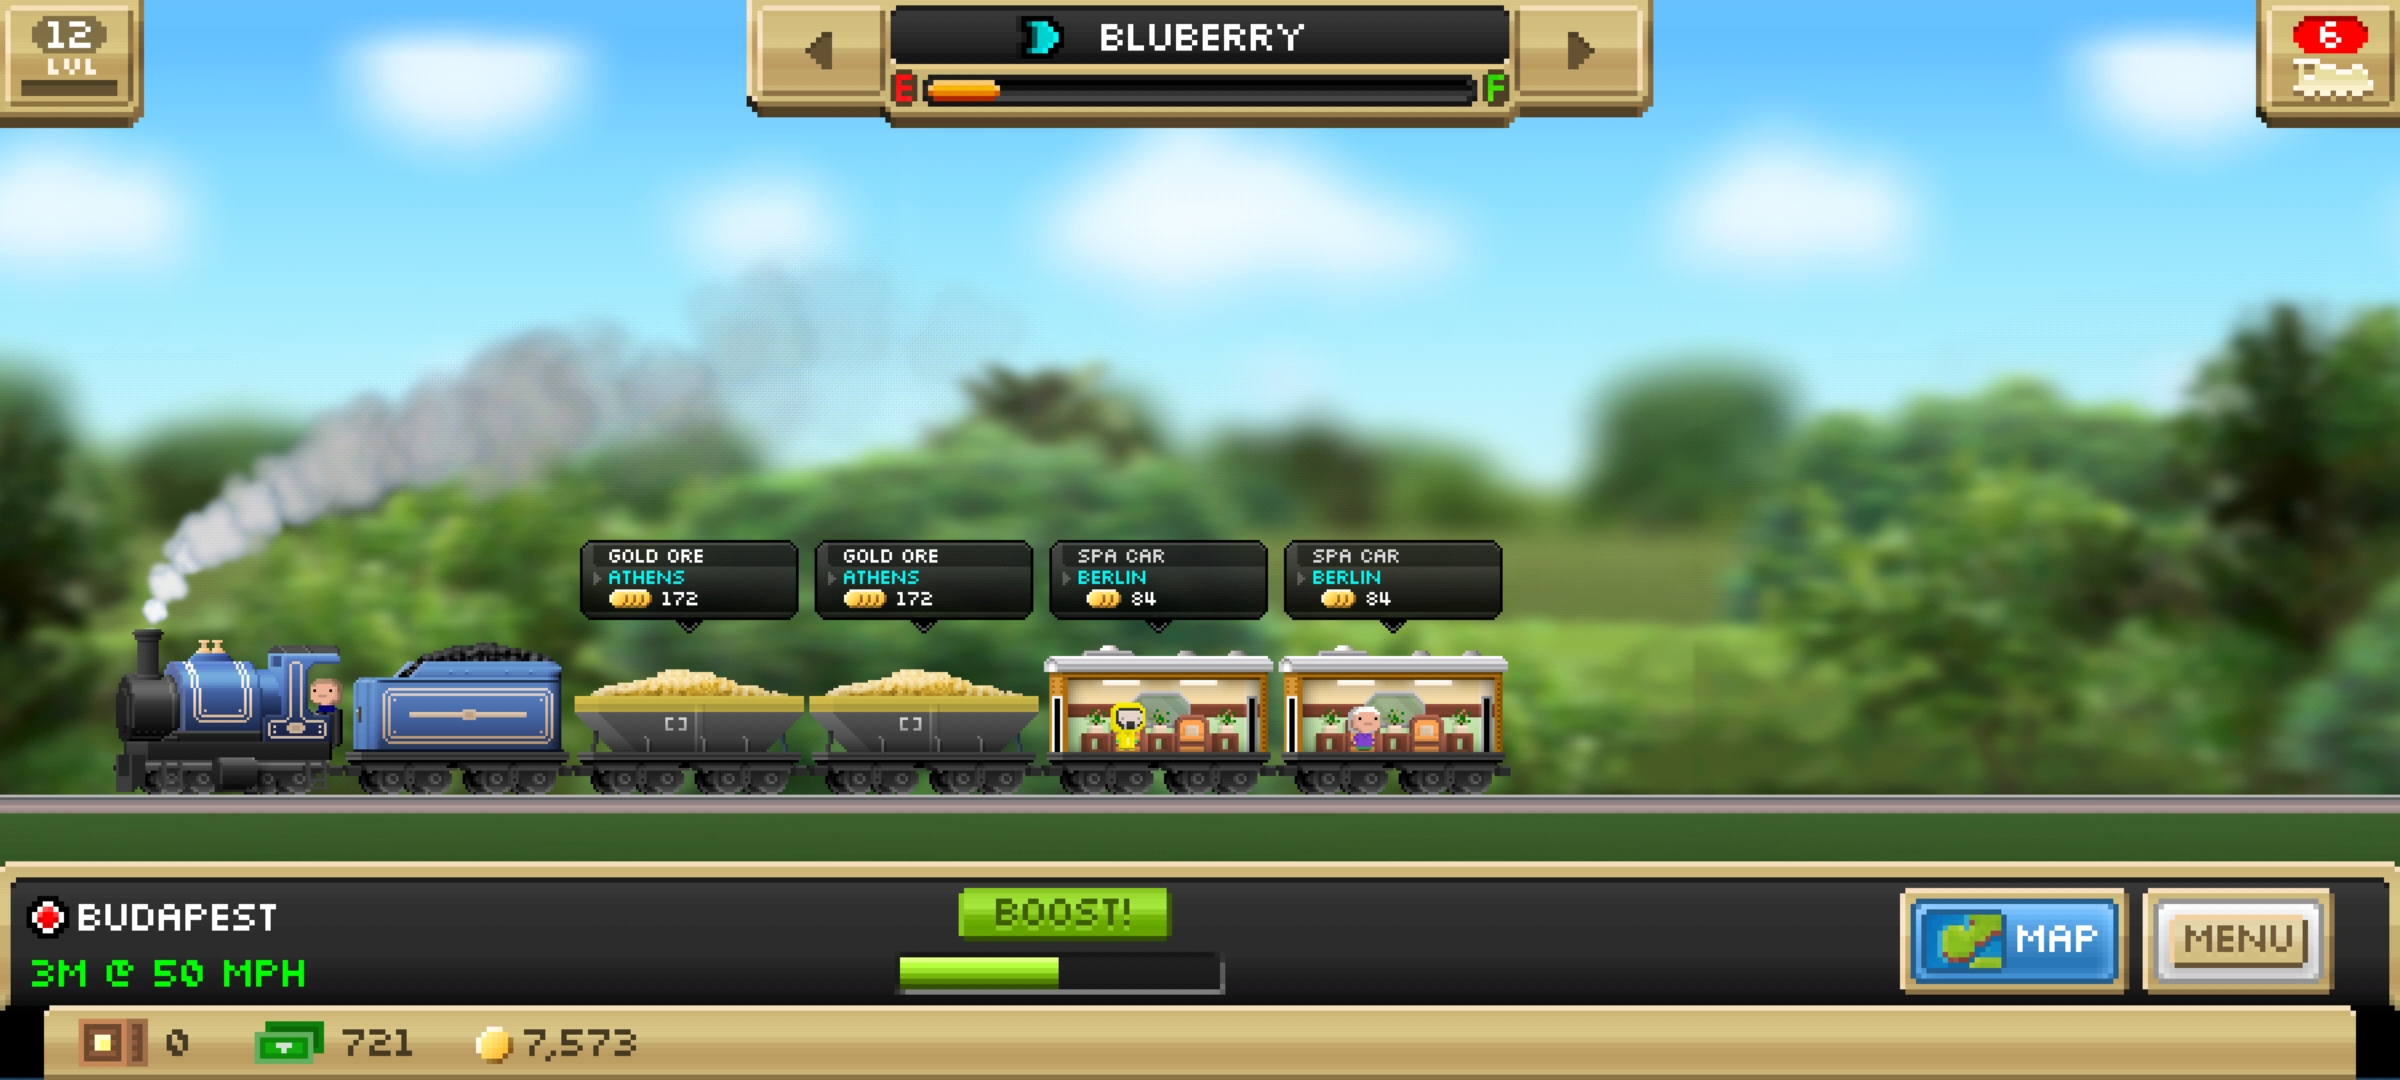 12
LVL
BLUBERRY
E
F
6
GOLD ORE
ATHENS
172
GOLD ORE
ATHENS
172
SPA CAR
BERLIN
84
SPA CAR
BERLIN
84
BUDAPEST
3M @ 50 MPH
BOOST!
MAP
MENU
0
721
7,573